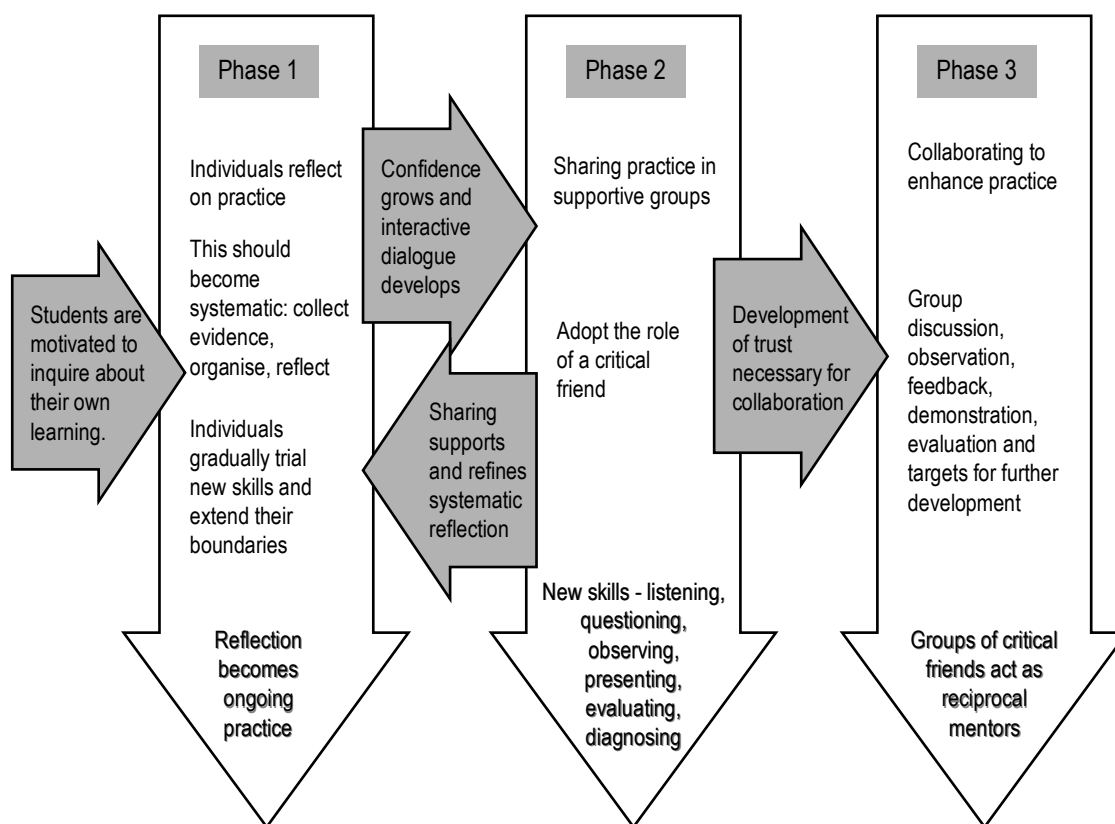 Students are
motivated to
inquire about
their own
learning.
Phase 1
Individuals reflect
on practice
This should
become
systematic: collect
evidence,
organise, reflect
Individuals
gradually trial
new skills and
extend their
boundaries
Reflection
becomes
ongoing
practice
Confidence
grows and
interactive
dialogue
develops
Sharing
supports
and refines
systematic
reflection
Phase 2
Sharing practice in
supportive groups
Adopt the role
of a critical
friend
New skills - listening,
questioning,
observing,
presenting,
evaluating,
diagnosing
Development
of trust
necessary for
collaboration
Phase 3
Collaborating to
enhance practice
Group
discussion,
observation,
feedback,
demonstration,
evaluation and
targets for further
development
Groups of critical
friends act as
reciprocal
mentors